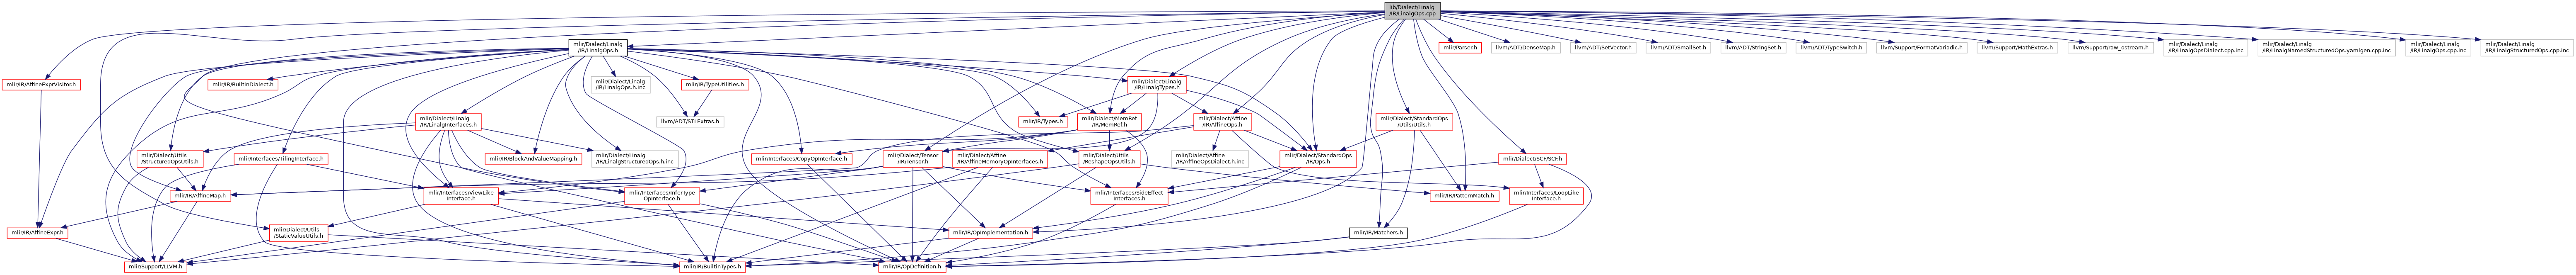 lib/Dialect/Linalg
/IR/LinalgOps.cpp
mlir/Dialect/Linalg
/IR/LinalgOps.h
mlir/Parser.h
llvm/ADT/DenseMap.h
llvm/ADT/SetVector.h
llvm/ADT/SmallSet.h
llvm/ADT/StringSet.h
llvm/ADT/TypeSwitch.h
llvm/Support/FormatVariadic.h
llvm/Support/MathExtras.h
llvm/Support/raw_ostream.h
mlir/Dialect/Linalg
/IR/LinalgOpsDialect.cpp.inc
mlir/Dialect/Linalg
/IR/LinalgNamedStructuredOps.yamlgen.cpp.inc
mlir/Dialect/Linalg
/IR/LinalgOps.cpp.inc
mlir/Dialect/Linalg
/IR/LinalgStructuredOps.cpp.inc
mlir/IR/AffineExprVisitor.h
mlir/IR/BuiltinDialect.h
mlir/Dialect/Linalg
/IR/LinalgOps.h.inc
mlir/IR/TypeUtilities.h
mlir/Dialect/Linalg
/IR/LinalgTypes.h
mlir/Dialect/Linalg
/IR/LinalgInterfaces.h
llvm/ADT/STLExtras.h
mlir/IR/Types.h
mlir/Dialect/MemRef
/IR/MemRef.h
mlir/Dialect/Affine
/IR/AffineOps.h
mlir/Dialect/StandardOps
/Utils/Utils.h
mlir/Dialect/Utils
/StructuredOpsUtils.h
mlir/Interfaces/TilingInterface.h
mlir/IR/BlockAndValueMapping.h
mlir/Dialect/Linalg
/IR/LinalgStructuredOps.h.inc
mlir/Interfaces/CopyOpInterface.h
mlir/Dialect/Tensor
/IR/Tensor.h
mlir/Dialect/Affine
/IR/AffineMemoryOpInterfaces.h
mlir/Dialect/Utils
/ReshapeOpsUtils.h
mlir/Dialect/Affine
/IR/AffineOpsDialect.h.inc
mlir/Dialect/StandardOps
/IR/Ops.h
mlir/Dialect/SCF/SCF.h
mlir/IR/AffineMap.h
mlir/Interfaces/ViewLike
Interface.h
mlir/Interfaces/InferType
OpInterface.h
mlir/Interfaces/SideEffect
Interfaces.h
mlir/IR/PatternMatch.h
mlir/Interfaces/LoopLike
Interface.h
mlir/IR/AffineExpr.h
mlir/Dialect/Utils
/StaticValueUtils.h
mlir/IR/OpImplementation.h
mlir/IR/Matchers.h
mlir/Support/LLVM.h
mlir/IR/BuiltinTypes.h
mlir/IR/OpDefinition.h